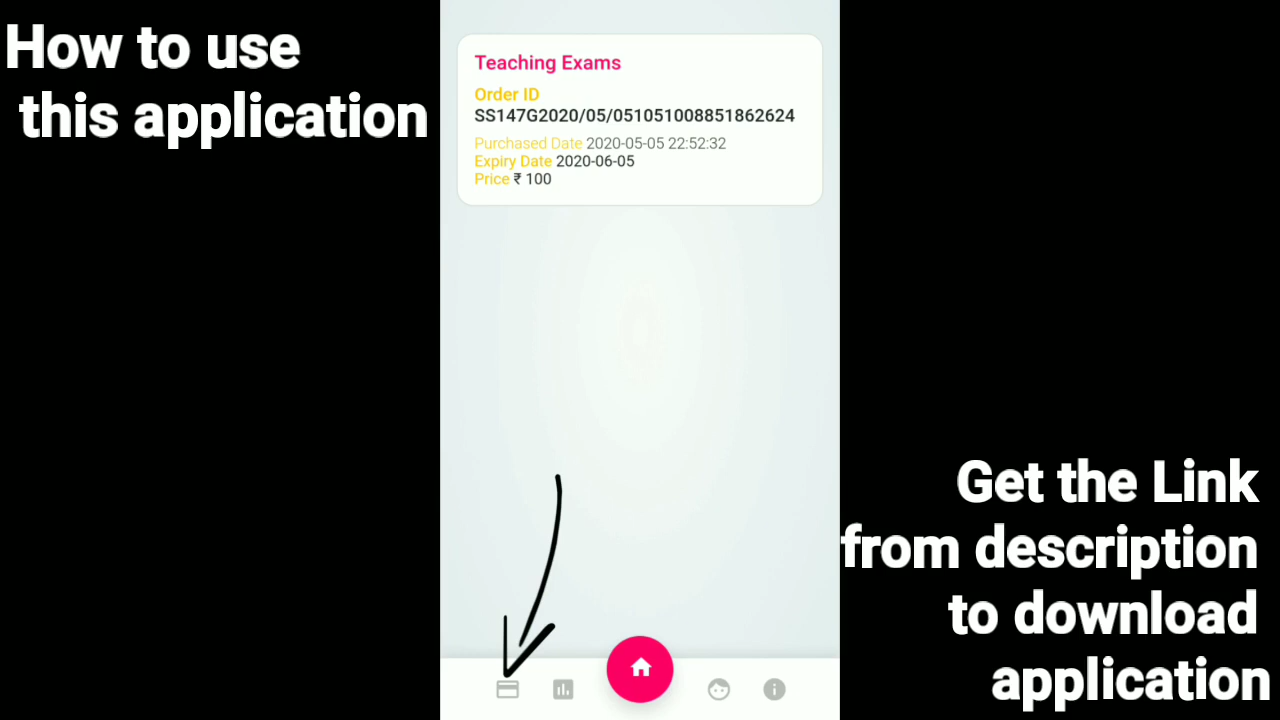 How to use
this application
Teaching Exams
Order ID
SS147G2020/05/051051008851862624
Purchased Date 2020-05-05 22:52:32
Expiry Date 2020-06-05
Price ₹ 100
Get the Link
from description
to download
application